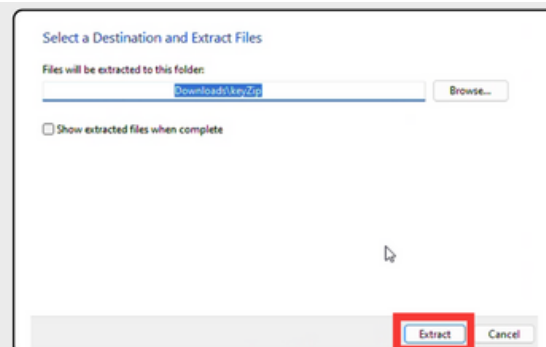 Select a Destination and Extract Files
Files will be extracted to this folder:
Downloads\keyZip
Browse...
Show extracted files when complete
Extract
Cancel